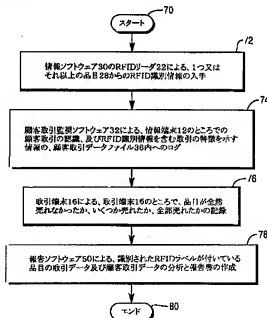 70
スタート
72
情報ソフトウェア30のRFIDリーダ22による、1つ又は
それ以上の品目28からのRFID識別情報の入手
74
顧客取引監視ソフトウェア32による、情報端末12のところでの
顧客取引の認識、及びRFID識別情報を含む取引の特徴を示す
情報の、顧客取引データファイル36内へのログ
76
取引端末16による、取引端末16のところで、品目が全然
売れなかったか、いくつか売れたか、全部売れたかの記録
78
報告ソフトウェア50による、識別されたRFIDラベルが付いている
品目の取引データ及び顧客取引データの分析と報告書の作成
エンド
80